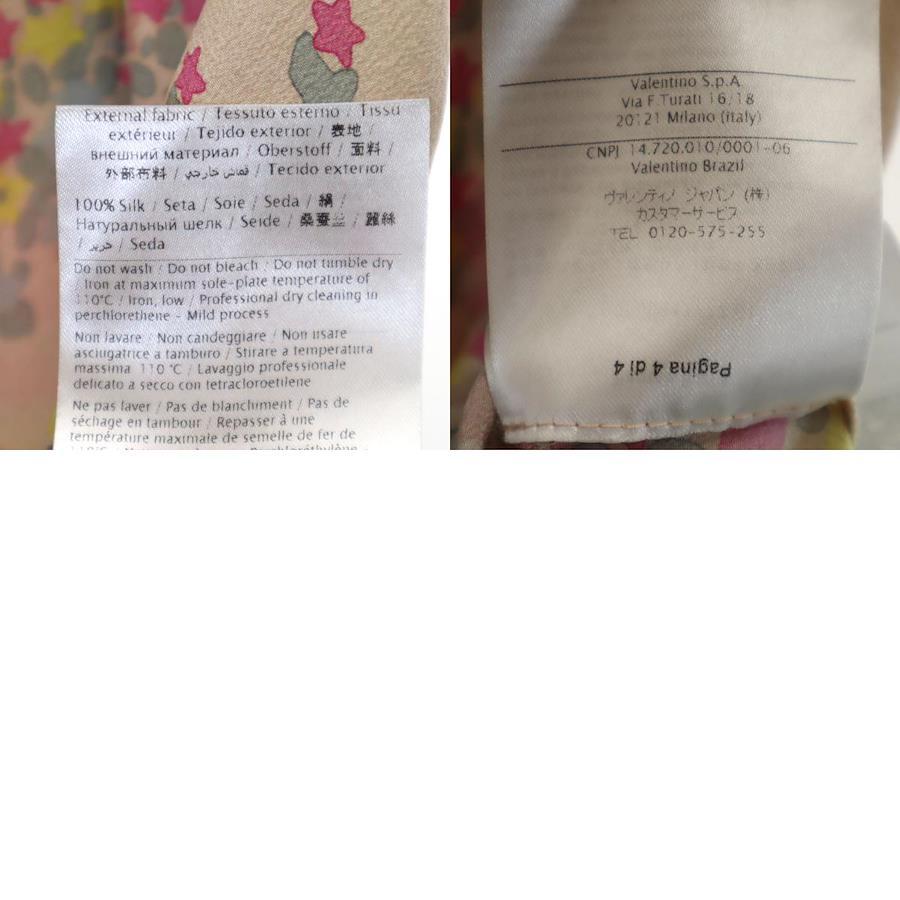 External fabric / Tessuto esterno / Tissu
extérieur / Tejido exterior / 表地 /
внешний материал / Oberstoff / 面料 /
外部布料 / قماش خارجي / Tecido exterior
100% Silk / Seta / Soie / Seda / 絹 /
Натуральный шелк / Seide / 桑蚕丝 / 蠶絲
/ حرير / Seda
Do not wash / Do not bleach / Do not tumble dry
/ Iron at maximum sole-plate temperature of
110°C / Iron, low / Professional dry cleaning in
perchlorethene - Mild process
Non lavare / Non candeggiare / Non usare
asciugatrice a tamburo / Stirare a temperatura
massima 110 °C / Lavaggio professionale
delicato a secco con tetracloroetilene
Ne pas laver / Pas de blanchiment / Pas de
séchage en tambour / Repasser à une
température maximale de semelle de fer de
Valentino S.p.A
Via F.Turati 16/18
20121 Milano (Italy)
CNPJ 14.720.010/0001-06
Valentino Brazil
ヴァレンティノ ジャパン (株)
カスタマーサービス
TEL 0120-575-255
Pagina 4 di 4